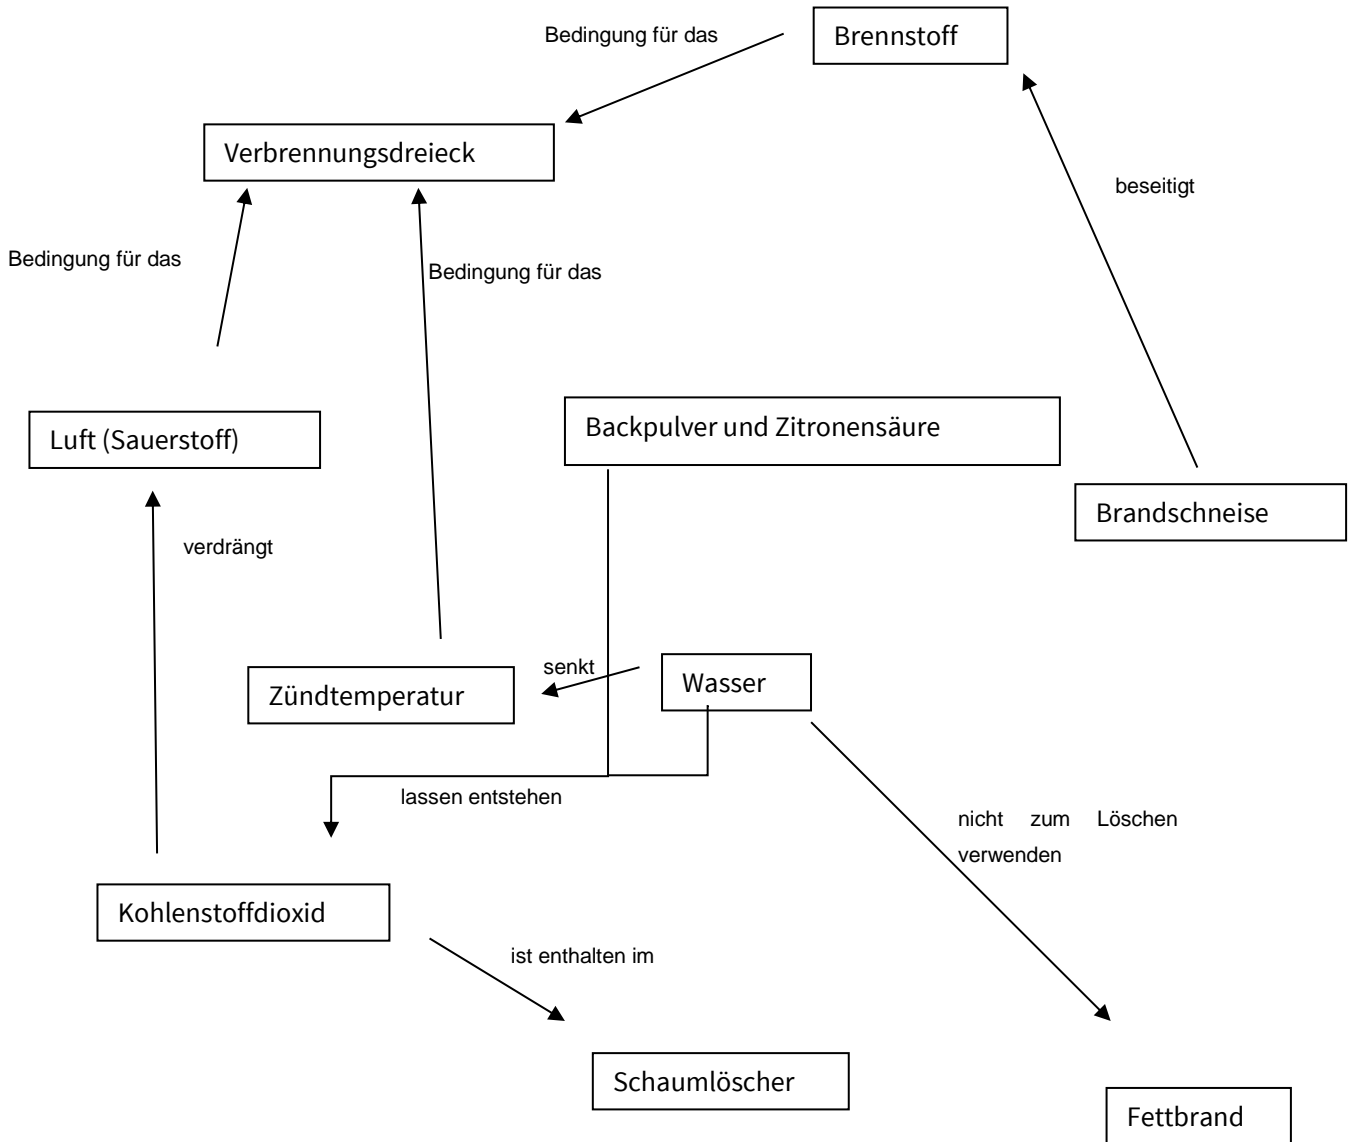 Bedingung für das
Brennstoff
Verbrennungsdreieck
beseitigt
Bedingung für das
Bedingung für das
Luft (Sauerstoff)
Backpulver und Zitronensäure
Brandschneise
verdrängt
senkt
Wasser
Zündtemperatur
lassen entstehen
nicht zum Löschen
verwenden
Kohlenstoffdioxid
ist enthalten im
Schaumlöscher
Fettbrand